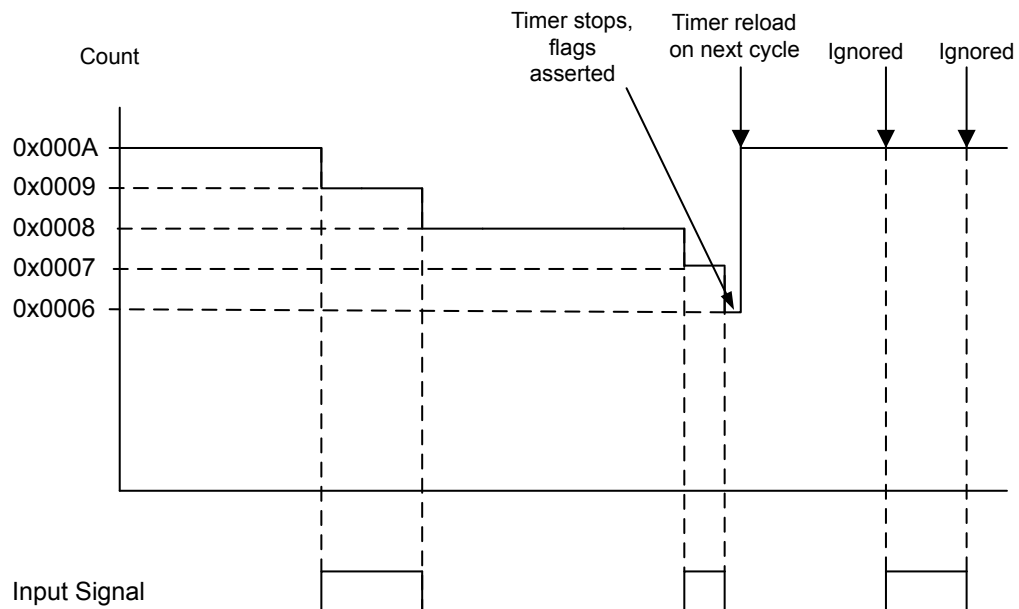 Timer stops,
flags
asserted
Timer reload
on next cycle
Ignored
Ignored
Count
0x000A
0x0009
0x0008
0x0007
0x0006
Input Signal